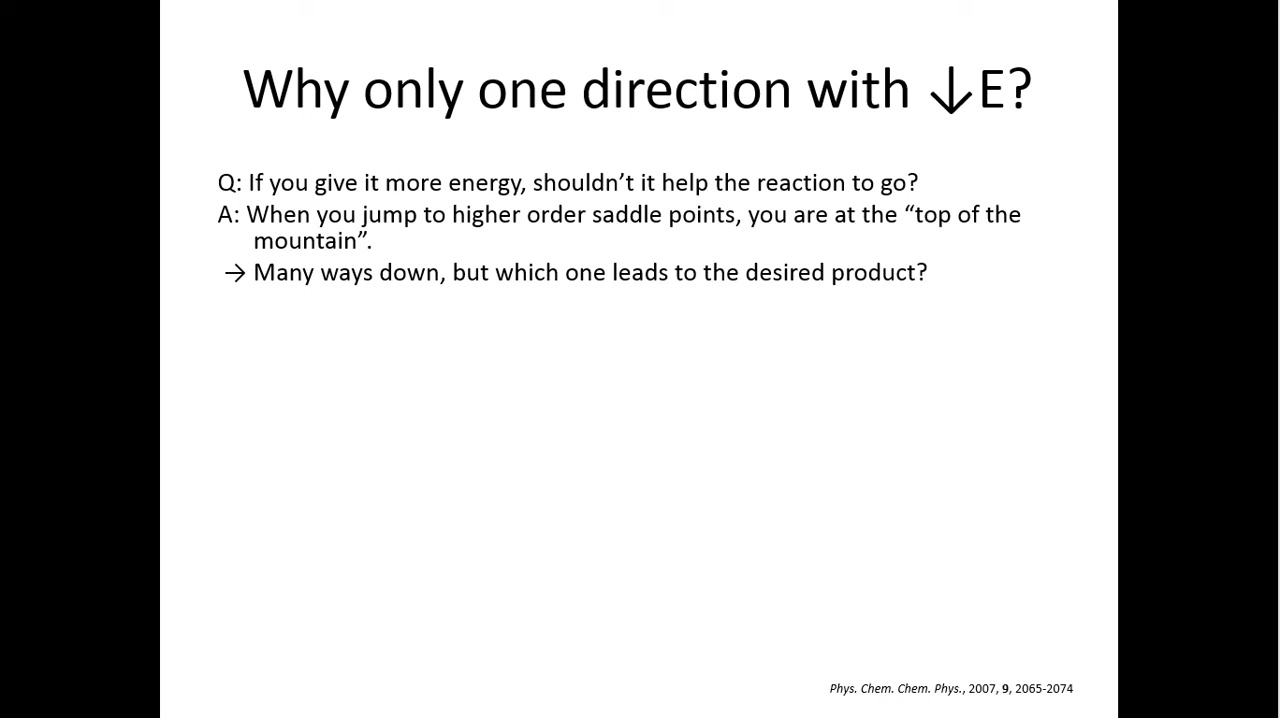 Why only one direction with ↓E?
Q: If you give it more energy, shouldn’t it help the reaction to go?
A: When you jump to higher order saddle points, you are at the “top of the
mountain”.
→ Many ways down, but which one leads to the desired product?
Phys. Chem. Chem. Phys., 2007, 9, 2065-2074